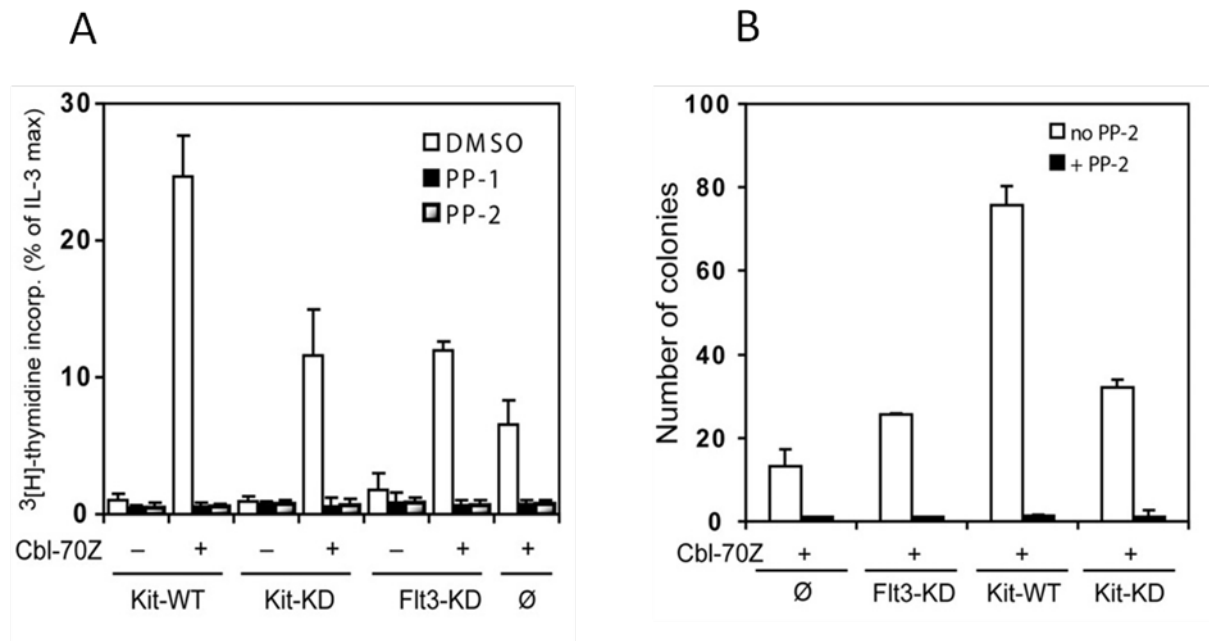 A
3[H]-thymidine incorp. (% of IL-3 max)
30
20
10
0
DMSO
PP-1
PP-2
Cbl-70Z – + – + – + +
Kit-WT Kit-KD Flt3-KD Ø
B
Number of colonies
100
80
60
40
20
0
no PP-2
+ PP-2
Cbl-70Z + + + +
Ø Flt3-KD Kit-WT Kit-KD